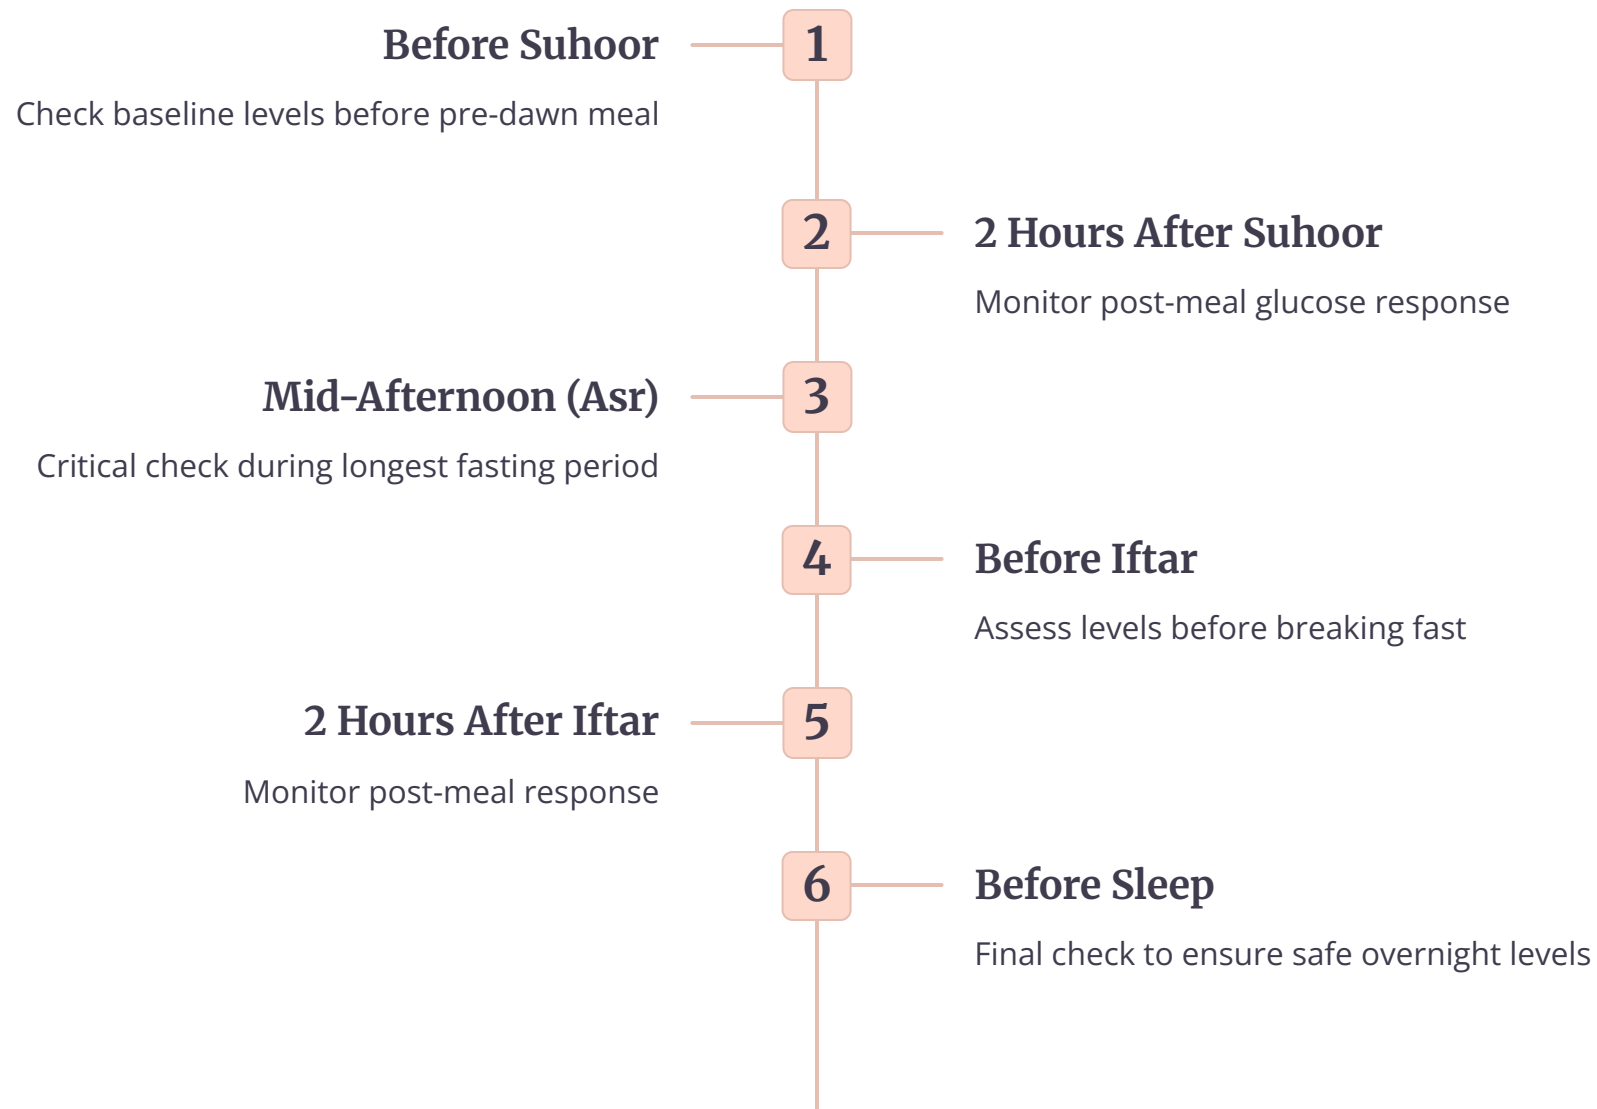 1
Before Suhoor
Check baseline levels before pre-dawn meal
2
2 Hours After Suhoor
Monitor post-meal glucose response
3
Mid-Afternoon (Asr)
Critical check during longest fasting period
4
Before Iftar
Assess levels before breaking fast
5
2 Hours After Iftar
Monitor post-meal response
6
Before Sleep
Final check to ensure safe overnight levels